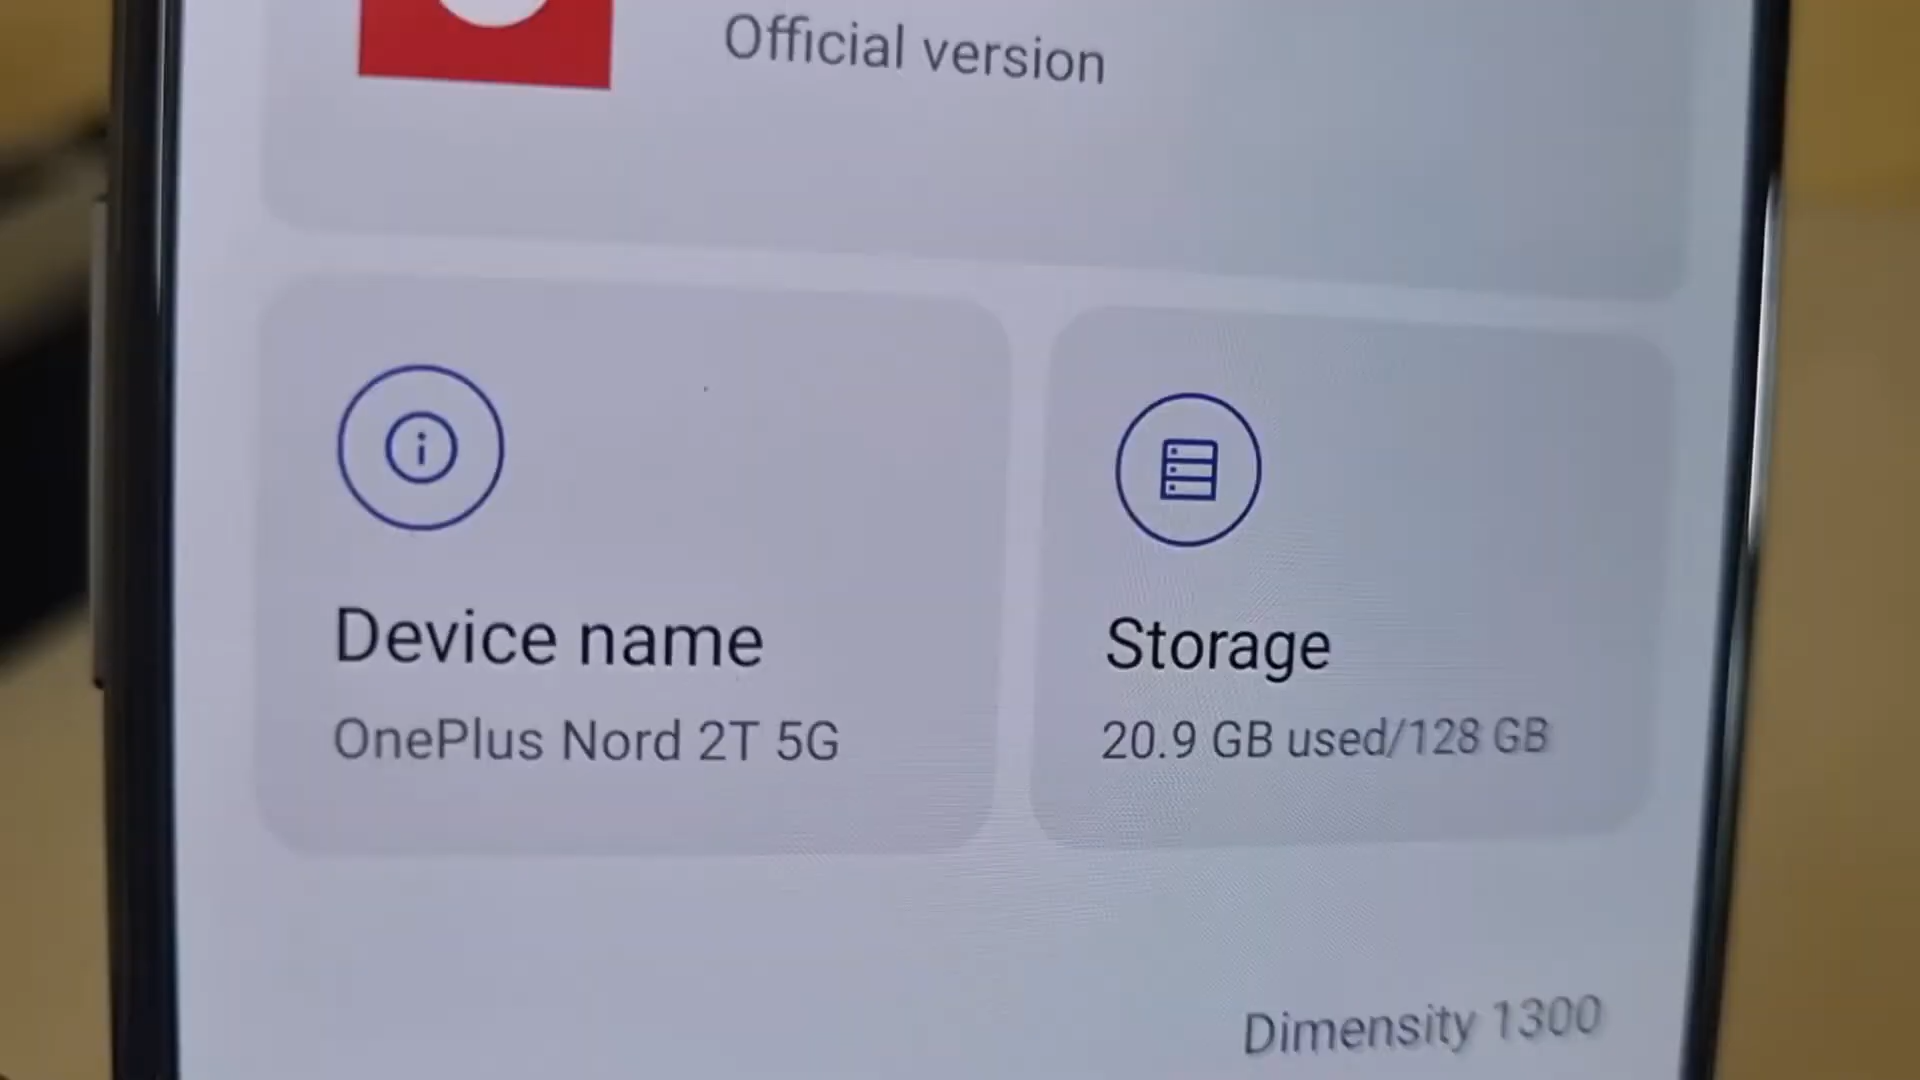 Official version
Device name
OnePlus Nord 2T 5G
Storage
20.9 GB used/128 GB
Dimensity 1300